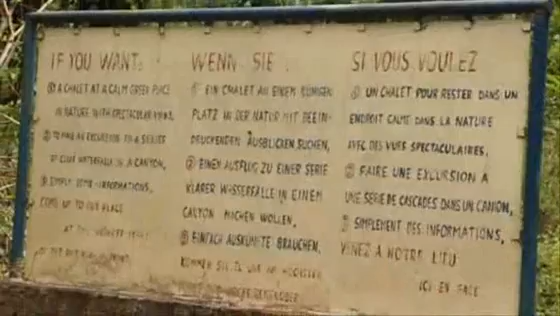 IF YOU WANT:
① A CHALET AT A CALM GREEN PLACE
IN NATURE WITH SPECTACULAR VIEWS,
② TO MAKE AN EXCURSION TO A SERIES
OF CLEAR WATERFALLS IN A CANYON,
③ SIMPLY SOME INFORMATIONS,
COME UP TO OUR PLACE
AT THE
WENN SIE
EIN CHALET AN EINEM RUHIGEN
PLATZ IN DER NATUR MIT BEEIN-
DRUCKENDEN AUSBLICKEN SUCHEN,
② EINEN AUSFLUG ZU EINER SERIE
KLARER WASSERFÄLLE IN EINEM
CANYON MACHEN WOLLEN,
③ EINFACH AUSKÜNFTE BRAUCHEN,
KOMMEN SIE ZU
SI VOUS VOULEZ
① UN CHALET POUR RESTER DANS UN
ENDROIT CALME DANS LA NATURE
AVEC DES VUES SPECTACULAIRES,
② FAIRE UNE EXCURSION A
UNE SERIE DE CASCADES DANS UN CANYON,
③ SIMPLEMENT DES INFORMATIONS,
VENEZ A NOTRE LIEU
ICI EN FACE